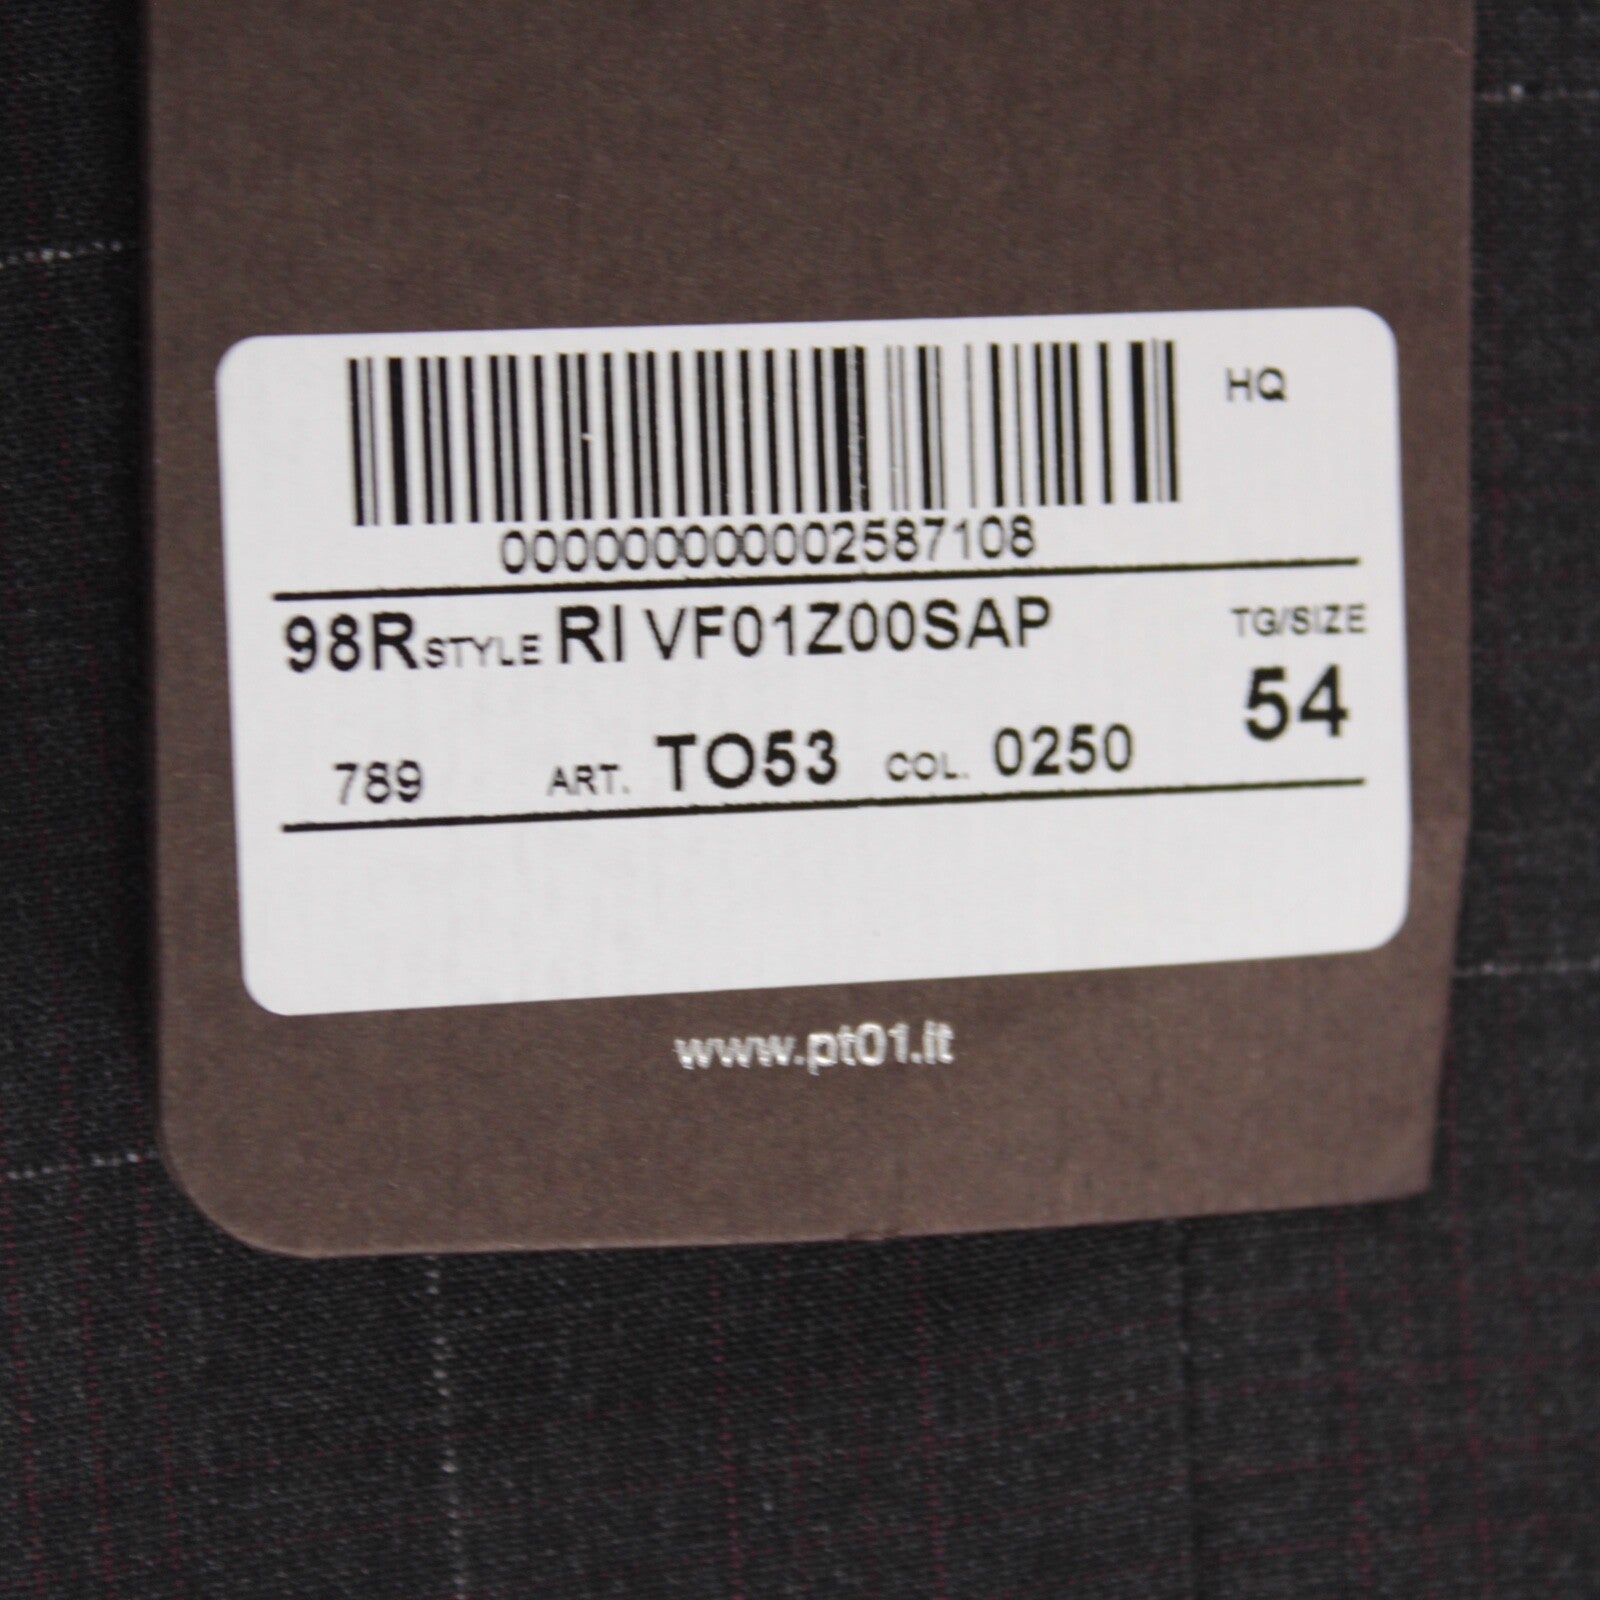 HQ
000000000002587108
98R STYLE RI VF01Z00SAP TG/SIZE
54
789 ART. TO53 COL. 0250
www.pt01.it